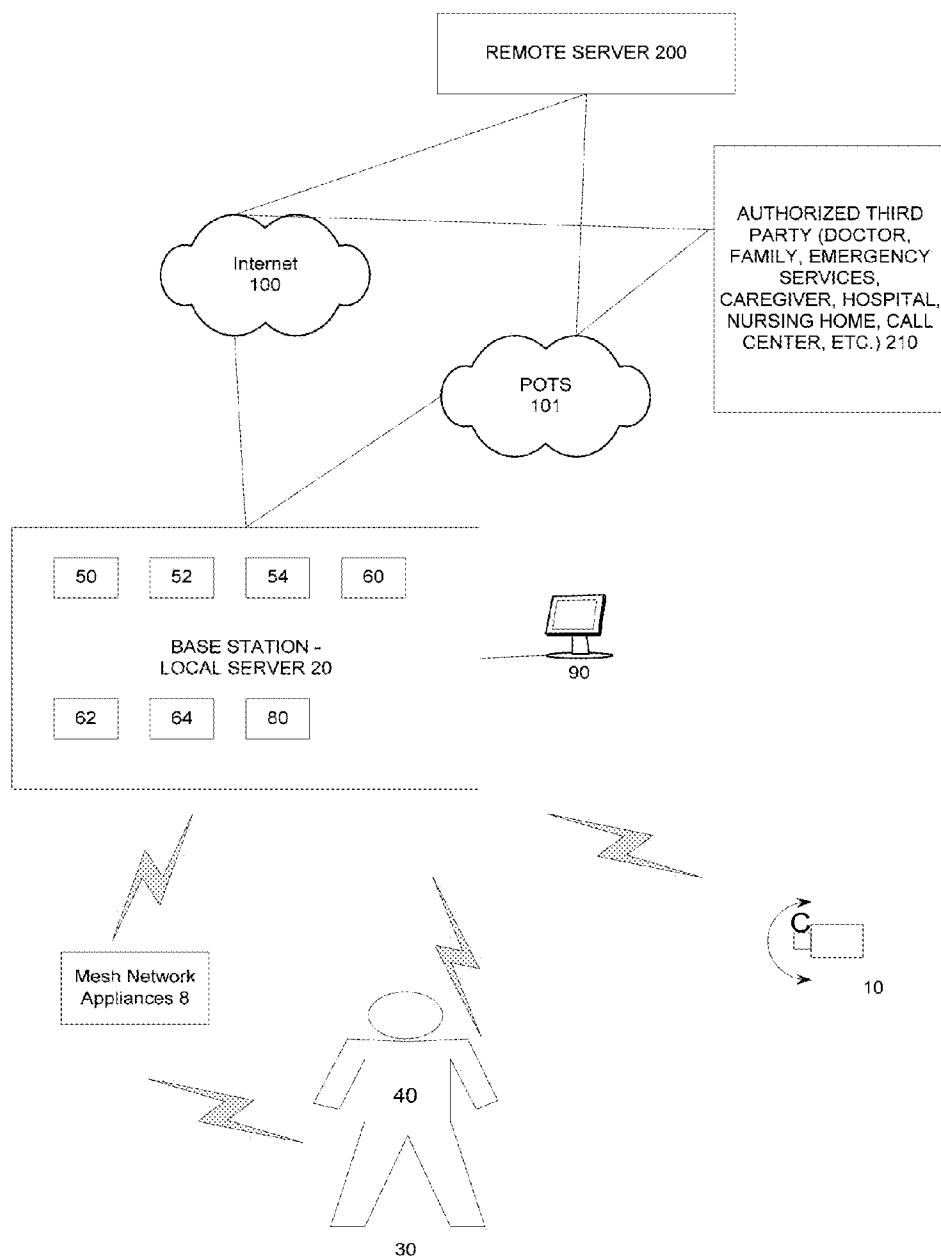 REMOTE SERVER 200
AUTHORIZED THIRD
PARTY (DOCTOR,
FAMILY, EMERGENCY
SERVICES,
CAREGIVER, HOSPITAL,
NURSING HOME, CALL
CENTER, ETC.) 210
Internet
100
POTS
101
50 52 54 60
BASE STATION -
LOCAL SERVER 20
90
62 64 80
C
10
Mesh Network
Appliances 8
40
30